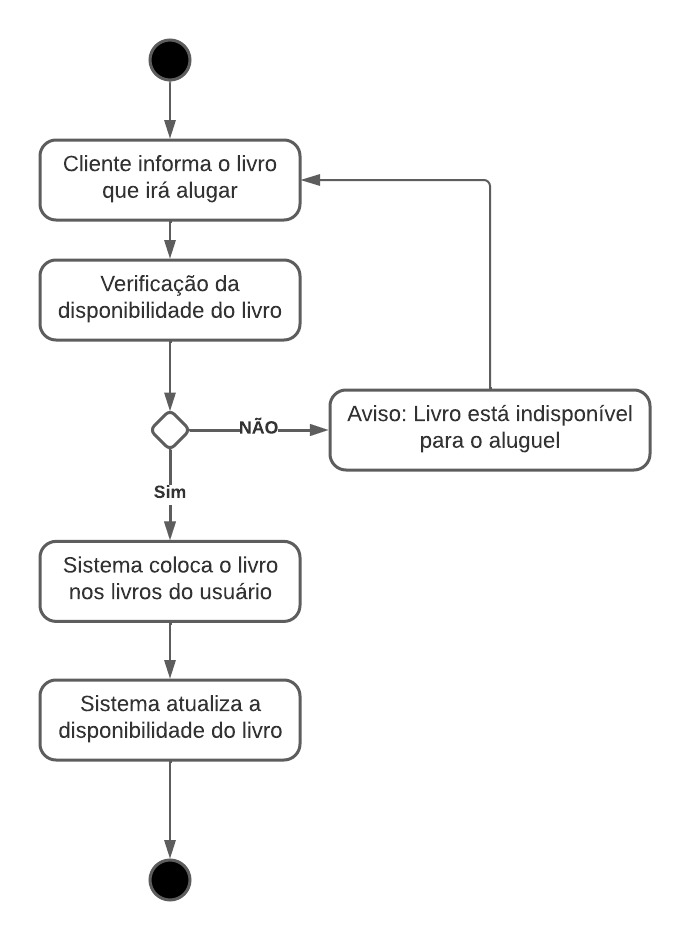 Cliente informa o livro
que irá alugar
Verificação da
disponibilidade do livro
NÃO
Aviso: Livro está indisponível
para o aluguel
Sim
Sistema coloca o livro
nos livros do usuário
Sistema atualiza a
disponibilidade do livro